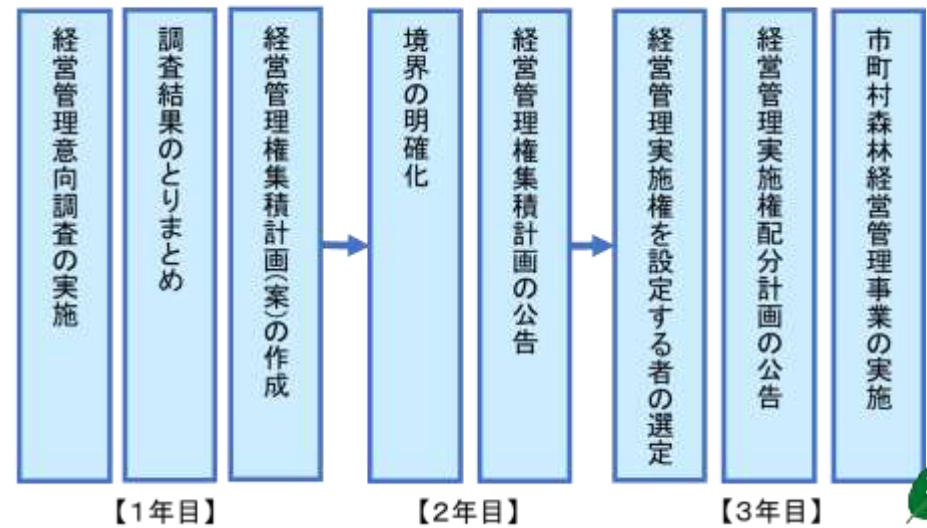 経営管理意向調査の実施
調査結果のとりまとめ
経営管理権集積計画(案)の作成
【1年目】
境界の明確化
経営管理権集積計画の公告
【2年目】
経営管理実施権を設定する者の選定
経営管理実施権配分計画の公告
市町村森林経営管理事業の実施
【3年目】